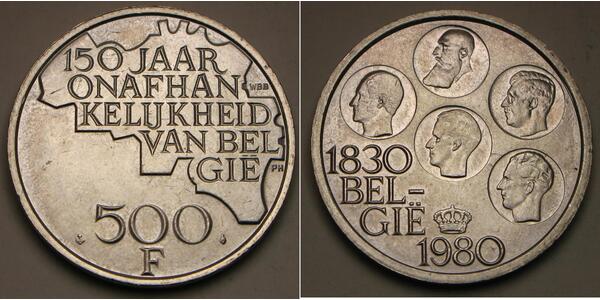 150 JAAR
ONAFHAN
KELIJKHEID
VAN BEL
GIË
WBB
PH
500
F
1830
BEL-
GIË
1980